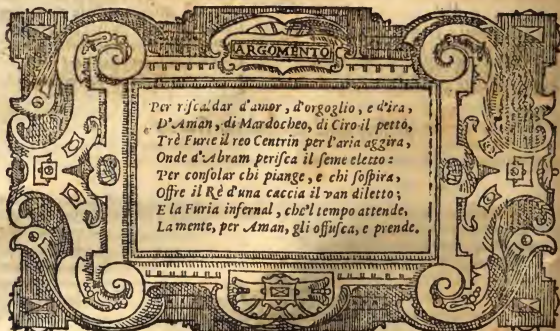 ARGOMENTO
Per riscaldar d'amor, d'orgoglio, e d'ira,
D'Aman, di Mardocheo, di Ciro il petto,
Trè Furie il reo Centrin per l'aria aggira,
Onde d'Abram perisca il seme eletto:
Per consolar chi piange, e chi sospira,
Offre il Rè d'una caccia il van diletto;
E la Furia infernal, che'l tempo attende,
La mente, per Aman, gli offusca, e prende.